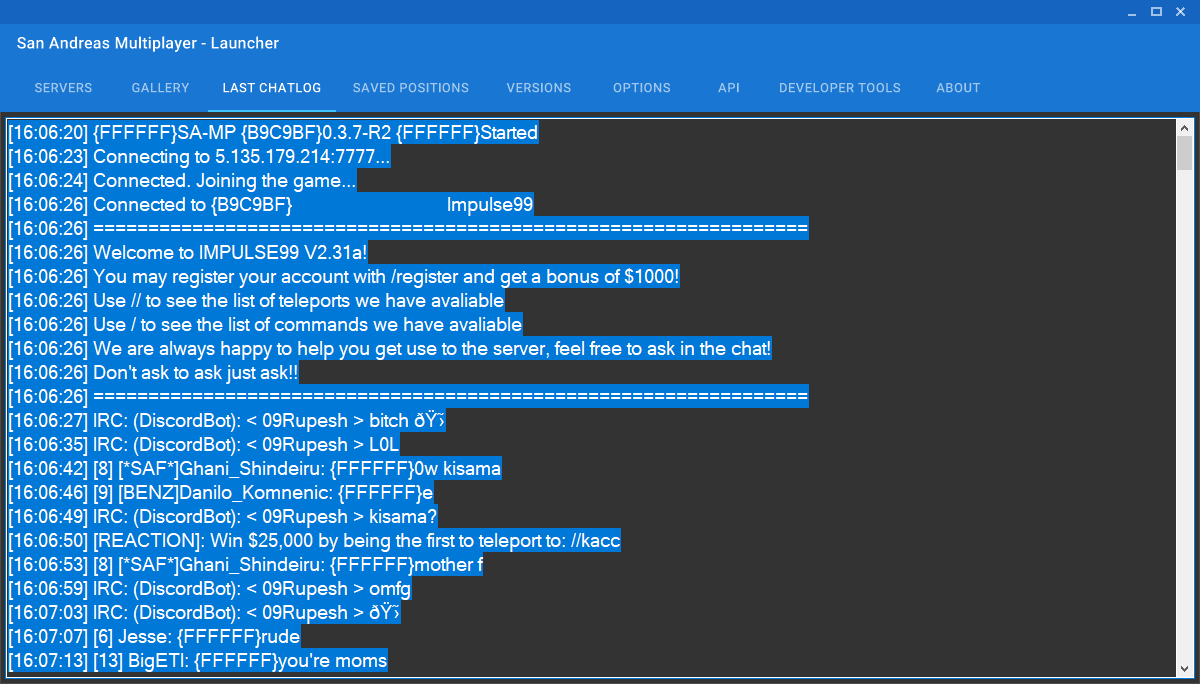 San Andreas Multiplayer - Launcher
SERVERS GALLERY LAST CHATLOG SAVED POSITIONS VERSIONS OPTIONS API DEVELOPER TOOLS ABOUT
[16:06:20] {FFFFFF}SA-MP {B9C9BF}0.3.7-R2 {FFFFFF}Started
[16:06:23] Connecting to 5.135.179.214:7777...
[16:06:24] Connected. Joining the game...
[16:06:26] Connected to {B9C9BF} Impulse99
[16:06:26] =================================================================
[16:06:26] Welcome to IMPULSE99 V2.31a!
[16:06:26] You may register your account with /register and get a bonus of $1000!
[16:06:26] Use // to see the list of teleports we have avaliable
[16:06:26] Use / to see the list of commands we have avaliable
[16:06:26] We are always happy to help you get use to the server, feel free to ask in the chat!
[16:06:26] Don't ask to ask just ask!!
[16:06:26] =================================================================
[16:06:27] IRC: (DiscordBot): < 09Rupesh > bitch ðŸ˜›
[16:06:35] IRC: (DiscordBot): < 09Rupesh > L0L
[16:06:42] [8] [*SAF*]Ghani_Shindeiru: {FFFFFF}0w kisama
[16:06:46] [9] [BENZ]Danilo_Komnenic: {FFFFFF}e
[16:06:49] IRC: (DiscordBot): < 09Rupesh > kisama?
[16:06:50] [REACTION]: Win $25,000 by being the first to teleport to: //kacc
[16:06:53] [8] [*SAF*]Ghani_Shindeiru: {FFFFFF}mother f
[16:06:59] IRC: (DiscordBot): < 09Rupesh > omfg
[16:07:03] IRC: (DiscordBot): < 09Rupesh > ðŸ˜›
[16:07:07] [6] Jesse: {FFFFFF}rude
[16:07:13] [13] BigETI: {FFFFFF}you're moms